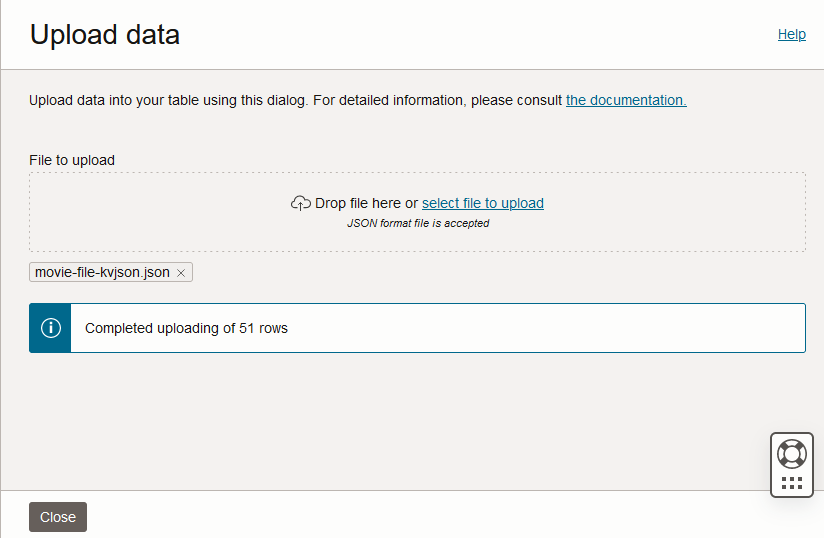 Upload data
Help
Upload data into your table using this dialog. For detailed information, please consult the documentation.
File to upload
Drop file here or select file to upload
JSON format file is accepted
movie-file-kvjson.json ×
Completed uploading of 51 rows
Close